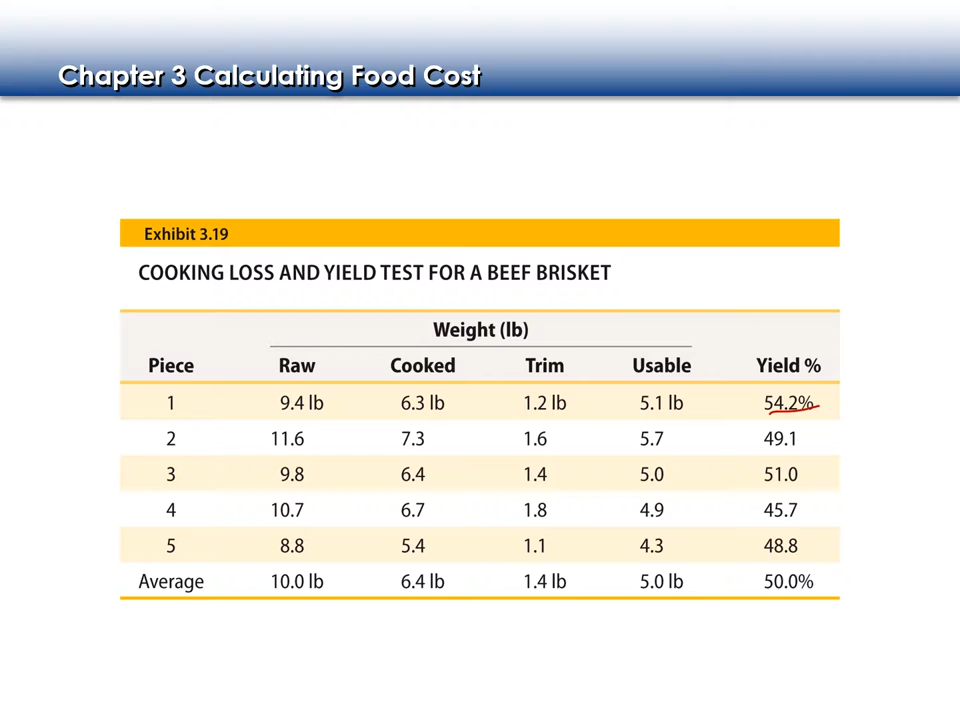 Chapter 3 Calculating Food Cost
Exhibit 3.19
COOKING LOSS AND YIELD TEST FOR A BEEF BRISKET
Weight (lb)
Piece Raw Cooked Trim Usable Yield %
1 9.4 lb 6.3 lb 1.2 lb 5.1 lb 54.2%
2 11.6 7.3 1.6 5.7 49.1
3 9.8 6.4 1.4 5.0 51.0
4 10.7 6.7 1.8 4.9 45.7
5 8.8 5.4 1.1 4.3 48.8
Average 10.0 lb 6.4 lb 1.4 lb 5.0 lb 50.0%